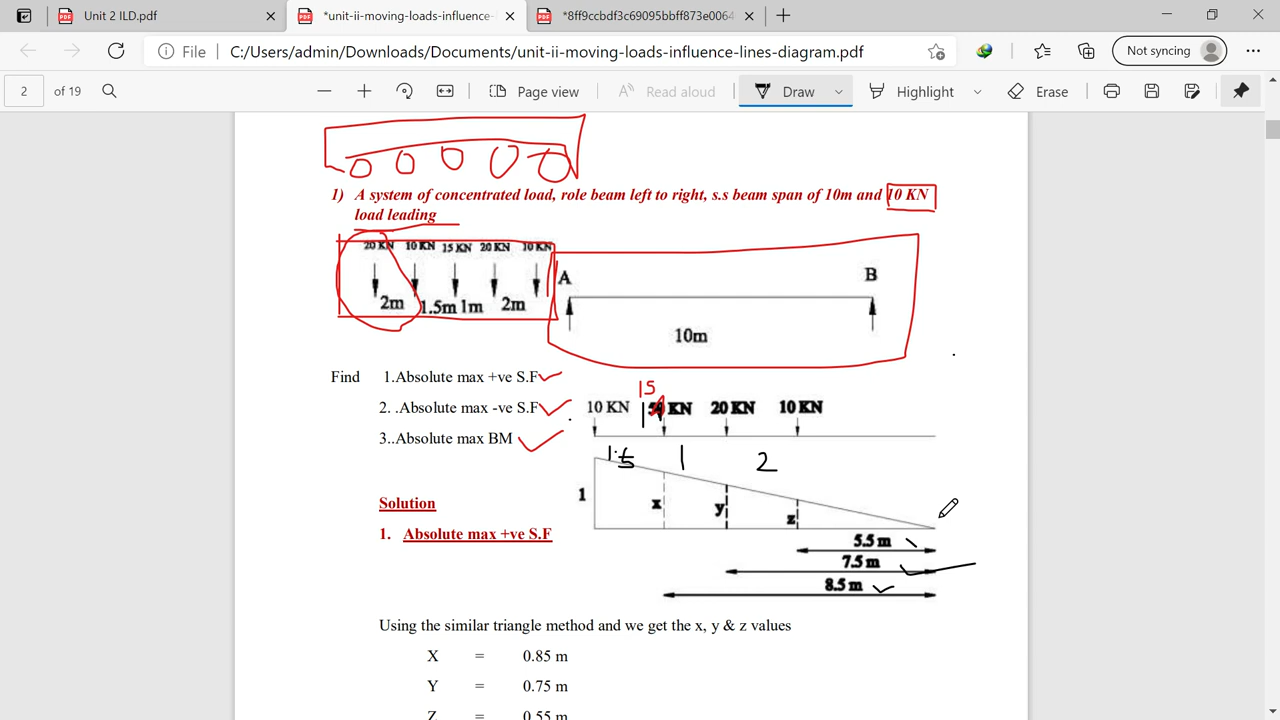 Unit 2 ILD.pdf
*unit-ii-moving-loads-influence-
*8ff9ccbdf3c69095bbff873e0064
File C:/Users/admin/Downloads/Documents/unit-ii-moving-loads-influence-lines-diagram.pdf
Not syncing
2 of 19
Page view
Read aloud
Draw
Highlight
Erase
1) A system of concentrated load, role beam left to right, s.s beam span of 10m and 10 KN
load leading
20 KN 10 KN 15 KN 20 KN 10 KN
A B
2m 1.5m 1m 2m
10m
Find 1.Absolute max +ve S.F
2. .Absolute max -ve S.F
3..Absolute max BM
15
10 KN KN 20 KN 10 KN
1.5 1 2
1 x y z
Solution
1. Absolute max +ve S.F
5.5 m
7.5 m
8.5 m
Using the similar triangle method and we get the x, y & z values
X = 0.85 m
Y = 0.75 m
Z = 0.55 m